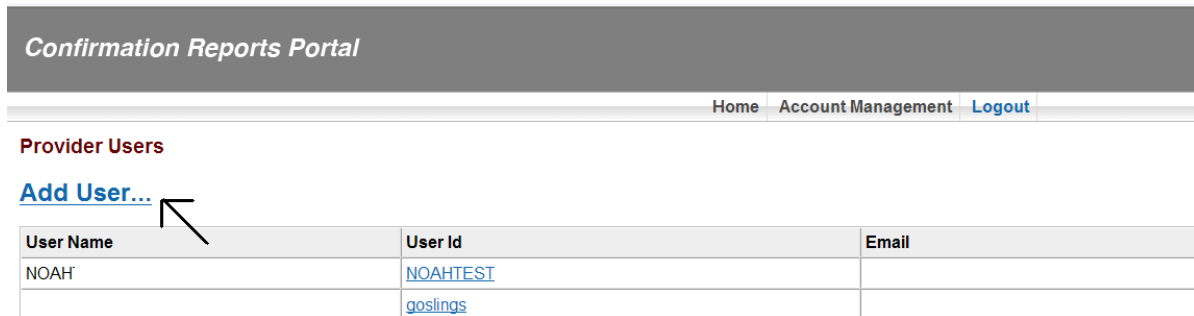 Confirmation Reports Portal
Home Account Management Logout
Provider Users
Add User...
User Name User Id Email
NOAH NOAHTEST
goslings